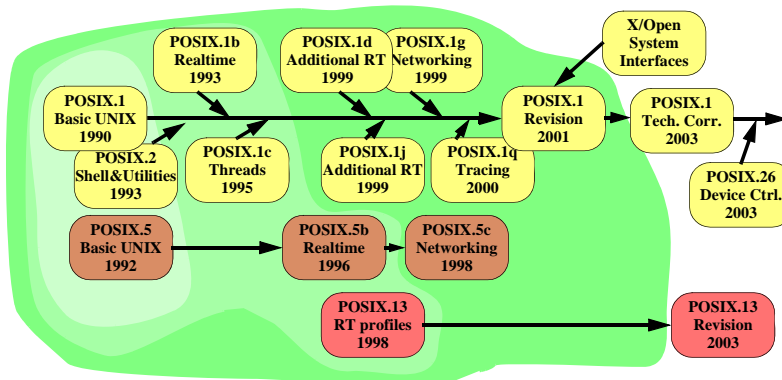 POSIX.1b
Realtime
1993
POSIX.1d
Additional RT
1999
POSIX.1g
Networking
1999
X/Open
System
Interfaces
POSIX.1
Basic UNIX
1990
POSIX.1
Revision
2001
POSIX.1
Tech. Corr.
2003
POSIX.2
Shell&Utilities
1993
POSIX.1c
Threads
1995
POSIX.1j
Additional RT
1999
POSIX.1q
Tracing
2000
POSIX.26
Device Ctrl.
2003
POSIX.5
Basic UNIX
1992
POSIX.5b
Realtime
1996
POSIX.5c
Networking
1998
POSIX.13
RT profiles
1998
POSIX.13
Revision
2003